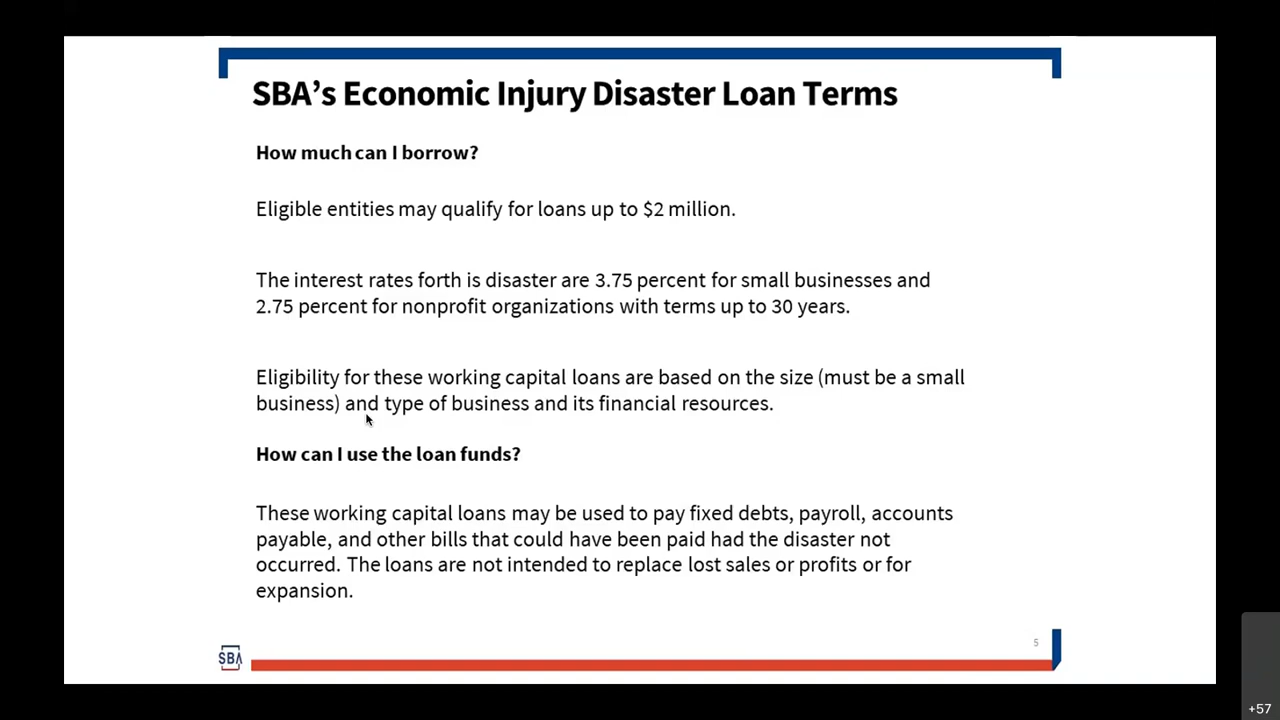 SBA’s Economic Injury Disaster Loan Terms
How much can I borrow?
Eligible entities may qualify for loans up to $2 million.
The interest rates forth is disaster are 3.75 percent for small businesses and
2.75 percent for nonprofit organizations with terms up to 30 years.
Eligibility for these working capital loans are based on the size (must be a small
business) and type of business and its financial resources.
How can I use the loan funds?
These working capital loans may be used to pay fixed debts, payroll, accounts
payable, and other bills that could have been paid had the disaster not
occurred. The loans are not intended to replace lost sales or profits or for
expansion.
5
SBA
+57